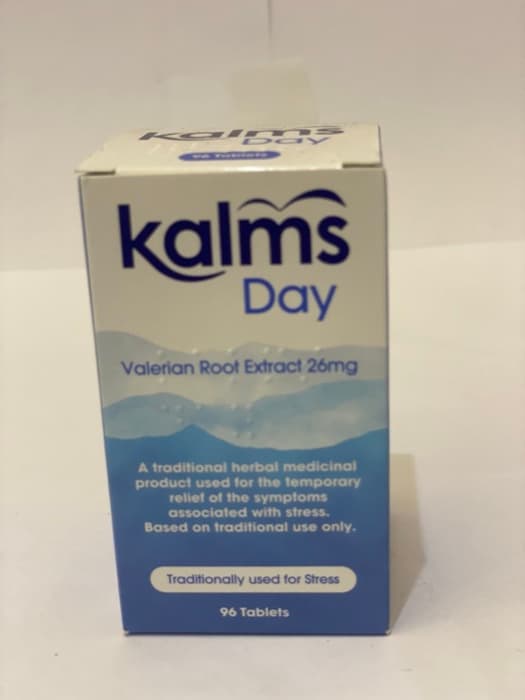 kalms
Day
96 Tablets
kalms
Day
Valerian Root Extract 26mg
A traditional herbal medicinal
product used for the temporary
relief of the symptoms
associated with stress.
Based on traditional use only.
Traditionally used for Stress
96 Tablets